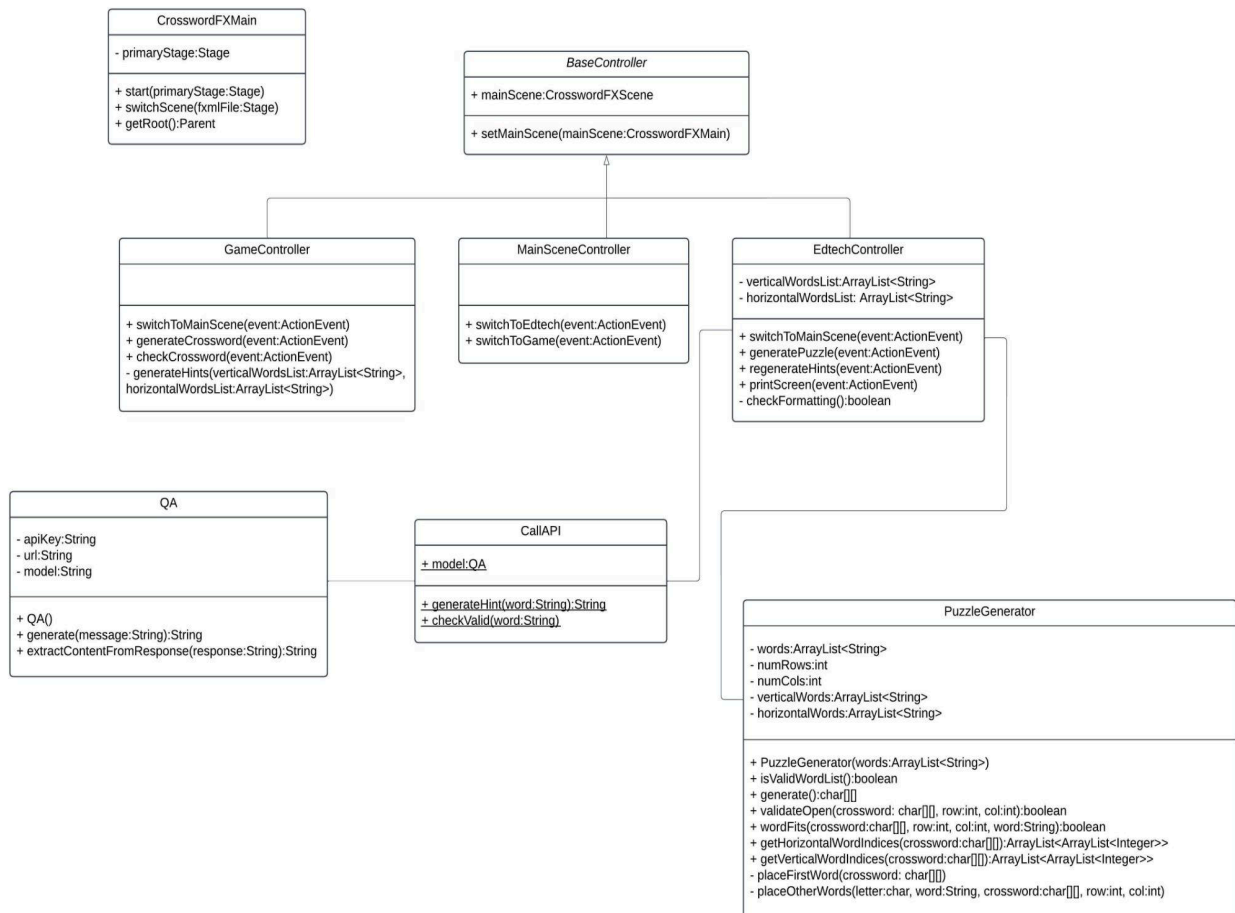 CrosswordFXMain
- primaryStage:Stage
+ start(primaryStage:Stage)
+ switchScene(fxmlFile:Stage)
+ getRoot():Parent
BaseController
+ mainScene:CrosswordFXScene
+ setMainScene(mainScene:CrosswordFXMain)
GameController
+ switchToMainScene(event:ActionEvent)
+ generateCrossword(event:ActionEvent)
+ checkCrossword(event:ActionEvent)
- generateHints(verticalWordsList:ArrayList<String>,
horizontalWordsList:ArrayList<String>)
MainSceneController
+ switchToEdtech(event:ActionEvent)
+ switchToGame(event:ActionEvent)
EdtechController
- verticalWordsList:ArrayList<String>
- horizontalWordsList: ArrayList<String>
+ switchToMainScene(event:ActionEvent)
+ generatePuzzle(event:ActionEvent)
+ regenerateHints(event:ActionEvent)
+ printScreen(event:ActionEvent)
- checkFormatting():boolean
QA
- apiKey:String
- url:String
- model:String
+ QA()
+ generate(message:String):String
+ extractContentFromResponse(response:String):String
CallAPI
+ model:QA
+ generateHint(word:String):String
+ checkValid(word:String)
PuzzleGenerator
- words:ArrayList<String>
- numRows:int
- numCols:int
- verticalWords:ArrayList<String>
- horizontalWords:ArrayList<String>
+ PuzzleGenerator(words:ArrayList<String>)
+ isValidWordList():boolean
+ generate():char[][]
+ validateOpen(crossword: char[][], row:int, col:int):boolean
+ wordFits(crossword:char[][], row:int, col:int, word:String):boolean
+ getHorizontalWordIndices(crossword:char[][]):ArrayList<ArrayList<Integer>>
+ getVerticalWordIndices(crossword:char[][]):ArrayList<ArrayList<Integer>>
- placeFirstWord(crossword: char[][])
- placeOtherWords(letter:char, word:String, crossword:char[][], row:int, col:int)